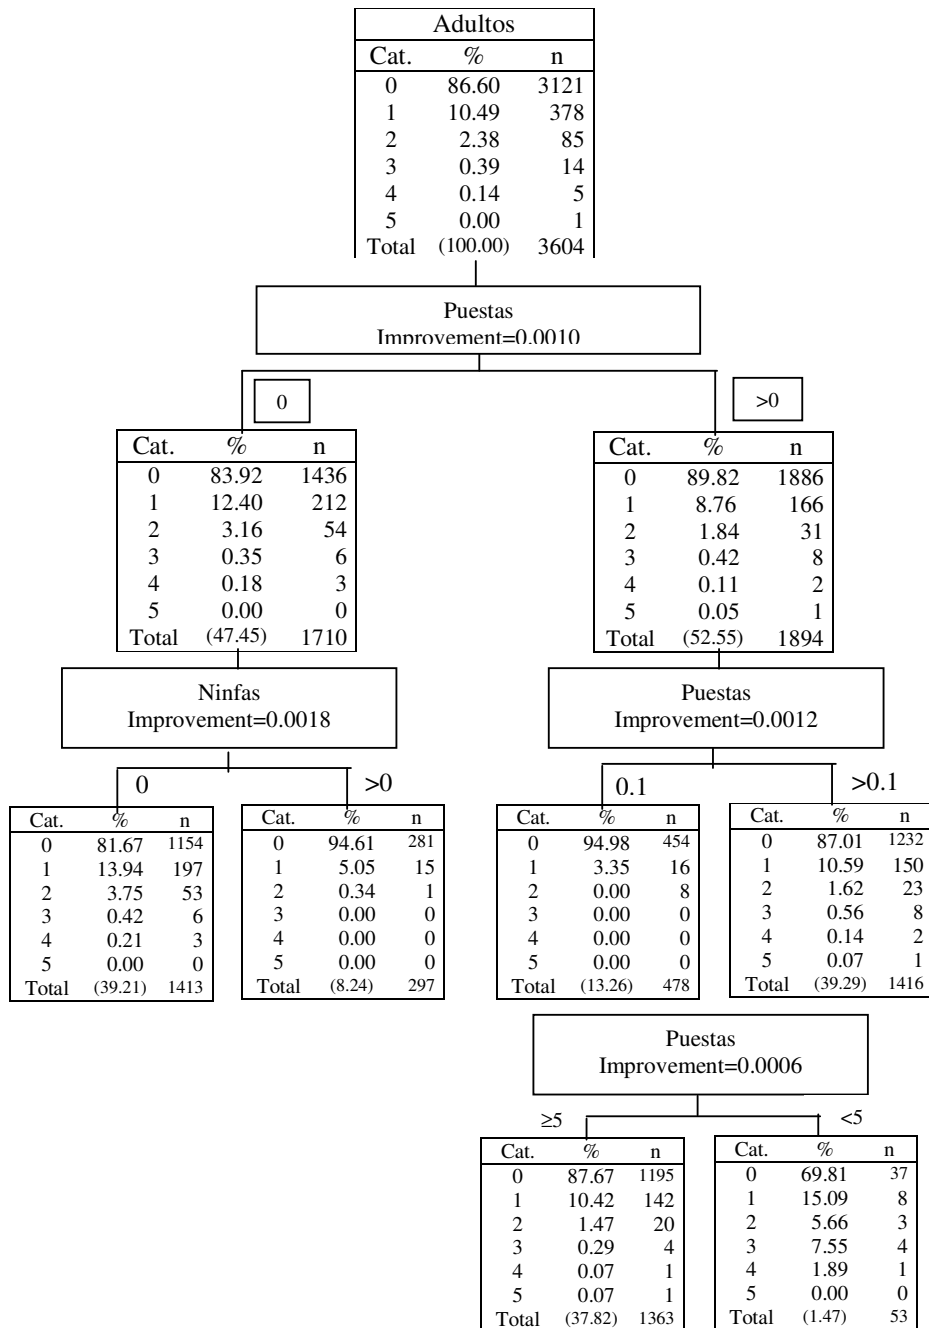 Adultos
Cat. % n
0 86.60 3121
1 10.49 378
2 2.38 85
3 0.39 14
4 0.14 5
5 0.00 1
Total (100.00) 3604
Puestas
Improvement=0.0010
0
>0
Cat. % n
0 83.92 1436
1 12.40 212
2 3.16 54
3 0.35 6
4 0.18 3
5 0.00 0
Total (47.45) 1710
Cat. % n
0 89.82 1886
1 8.76 166
2 1.84 31
3 0.42 8
4 0.11 2
5 0.05 1
Total (52.55) 1894
Ninfas
Improvement=0.0018
Puestas
Improvement=0.0012
0
>0
0.1
>0.1
Cat. % n
0 81.67 1154
1 13.94 197
2 3.75 53
3 0.42 6
4 0.21 3
5 0.00 0
Total (39.21) 1413
Cat. % n
0 94.61 281
1 5.05 15
2 0.34 1
3 0.00 0
4 0.00 0
5 0.00 0
Total (8.24) 297
Cat. % n
0 94.98 454
1 3.35 16
2 0.00 8
3 0.00 0
4 0.00 0
5 0.00 0
Total (13.26) 478
Cat. % n
0 87.01 1232
1 10.59 150
2 1.62 23
3 0.56 8
4 0.14 2
5 0.07 1
Total (39.29) 1416
Puestas
Improvement=0.0006
≥5
<5
Cat. % n
0 87.67 1195
1 10.42 142
2 1.47 20
3 0.29 4
4 0.07 1
5 0.07 1
Total (37.82) 1363
Cat. % n
0 69.81 37
1 15.09 8
2 5.66 3
3 7.55 4
4 1.89 1
5 0.00 0
Total (1.47) 53